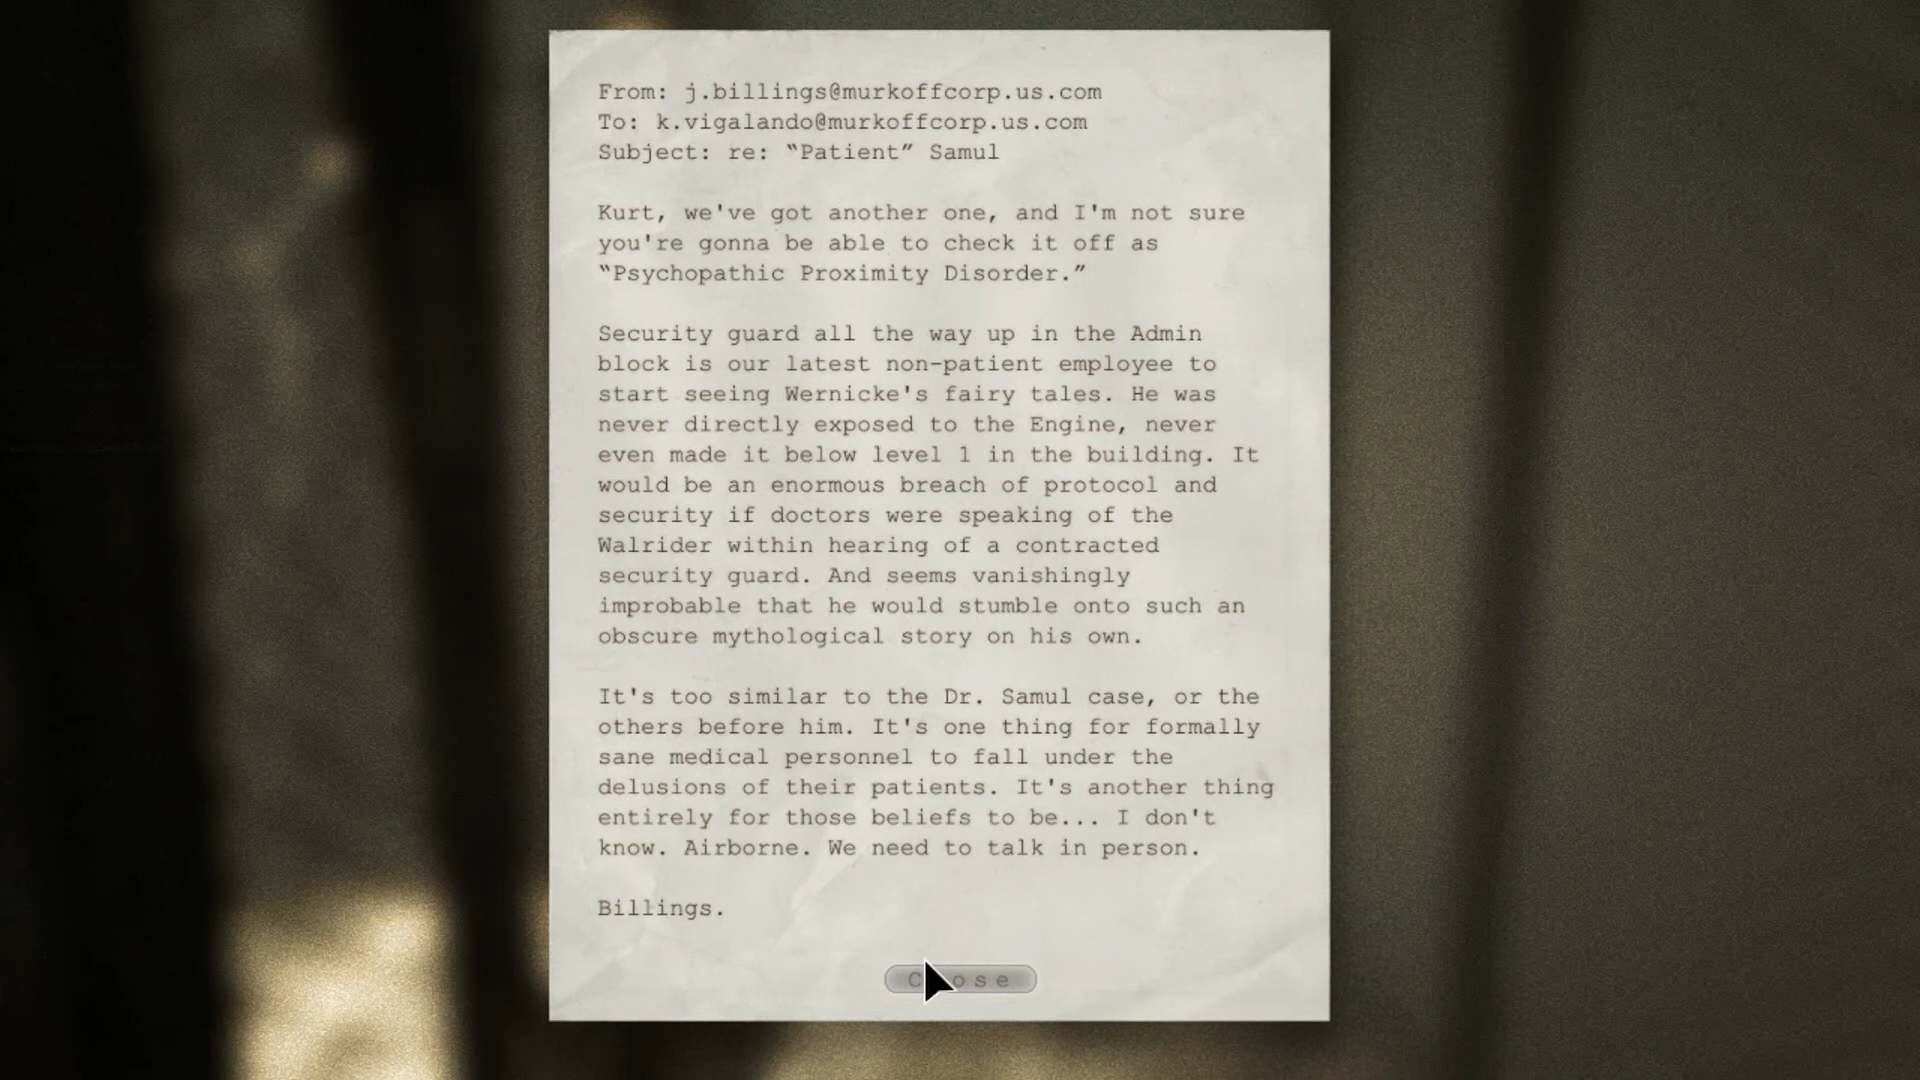 From: j.billings@murkoffcorp.us.com
To: k.vigalando@murkoffcorp.us.com
Subject: re: “Patient” Samul
Kurt, we've got another one, and I'm not sure
you're gonna be able to check it off as
“Psychopathic Proximity Disorder.”
Security guard all the way up in the Admin
block is our latest non-patient employee to
start seeing Wernicke's fairy tales. He was
never directly exposed to the Engine, never
even made it below level 1 in the building. It
would be an enormous breach of protocol and
security if doctors were speaking of the
Walrider within hearing of a contracted
security guard. And seems vanishingly
improbable that he would stumble onto such an
obscure mythological story on his own.
It's too similar to the Dr. Samul case, or the
others before him. It's one thing for formally
sane medical personnel to fall under the
delusions of their patients. It's another thing
entirely for those beliefs to be... I don't
know. Airborne. We need to talk in person.
Billings.
Close